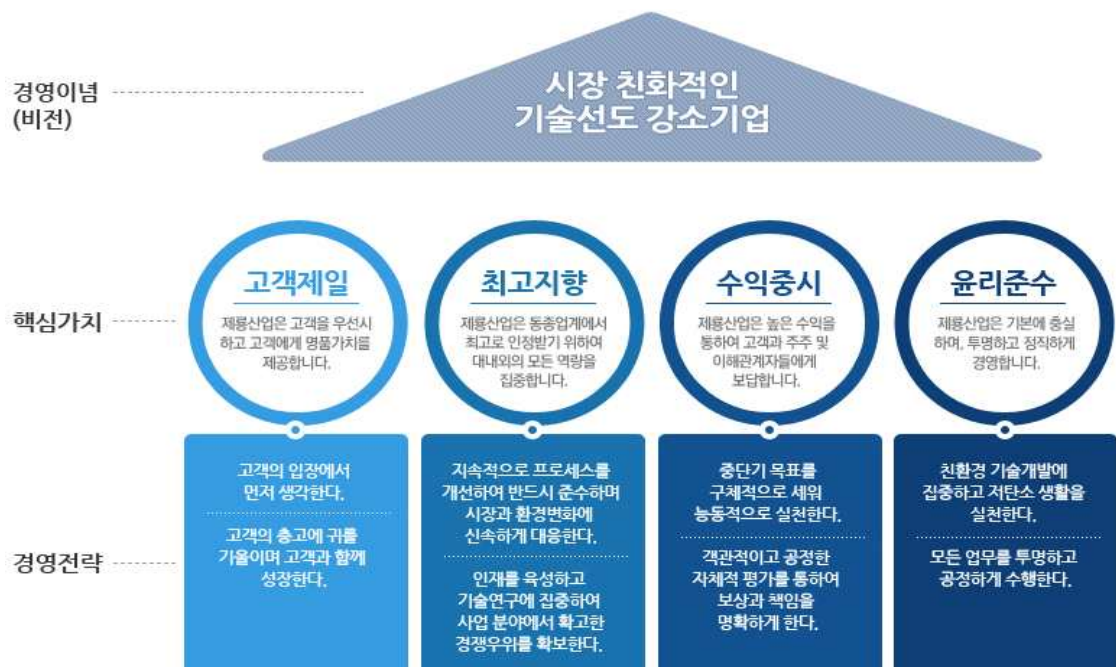 경영이념
(비전)
시장 친화적인
기술선도 강소기업
핵심가치
고객제일
제룡산업은 고객을 우선시
하고 고객에게 명품가치를
제공합니다.
최고지향
제룡산업은 동종업계에서
최고로 인정받기 위하여
대내외의 모든 역량을
집중합니다.
수익중시
제룡산업은 높은 수익을
통하여 고객과 주주 및
이해관계자들에게
보답합니다.
윤리준수
제룡산업은 기본에 충실
하며, 투명하고 정직하게
경영합니다.
경영전략
고객의 입장에서
먼저 생각한다.
고객의 충고에 귀를
기울이며 고객과 함께
성장한다.
지속적으로 프로세스를
개선하여 반드시 준수하며
시장과 환경변화에
신속하게 대응한다.
인재를 육성하고
기술연구에 집중하여
사업 분야에서 확고한
경쟁우위를 확보한다.
중단기 목표를
구체적으로 세워
능동적으로 실천한다.
객관적이고 공정한
자체적 평가를 통하여
보상과 책임을
명확하게 한다.
친환경 기술개발에
집중하고 저탄소 생활을
실천한다.
모든 업무를 투명하고
공정하게 수행한다.